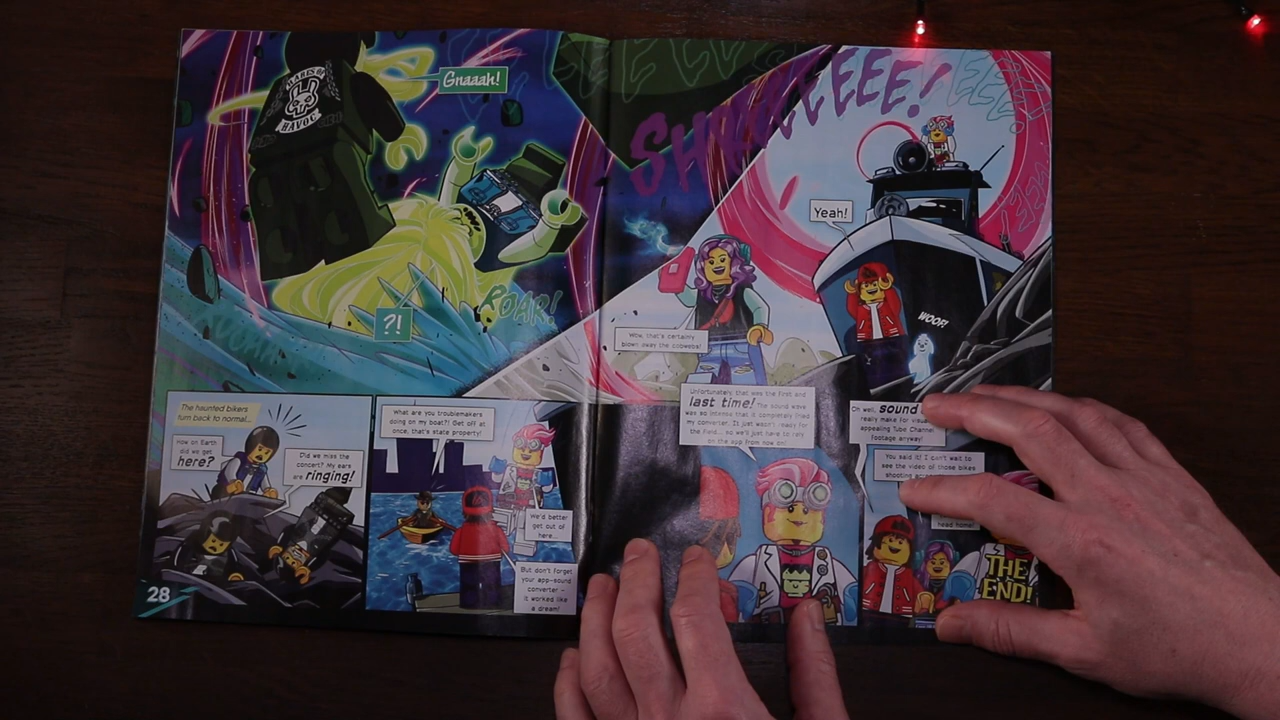 Gnaaah!
HAVOC
?!
ROAR!
SHREEEEEE!
Yeah!
Wow, that's certainly
blown away the cobwebs!
WOOF!
The haunted bikers
turn back to normal...
How on Earth
did we get
here?
Did we miss the
concert? My ears
are ringing!
What are you troublemakers
doing on my boat?! Get off at
once, that's state property!
We'd better
get out of
here...
But don't forget
your app-sound
converter –
it worked like
a dream!
Unfortunately, that was the first and
last time! The sound wave
was so intense that it completely fried
my converter. It just wasn't ready for
the field... so we'll just have to rely
on the app from now on!
Oh well, sound
really make for visually
appealing Tube Channel
footage anyway!
You said it! I can't wait to
see the video of those bikes
shooting
head home!
THE
END!
28